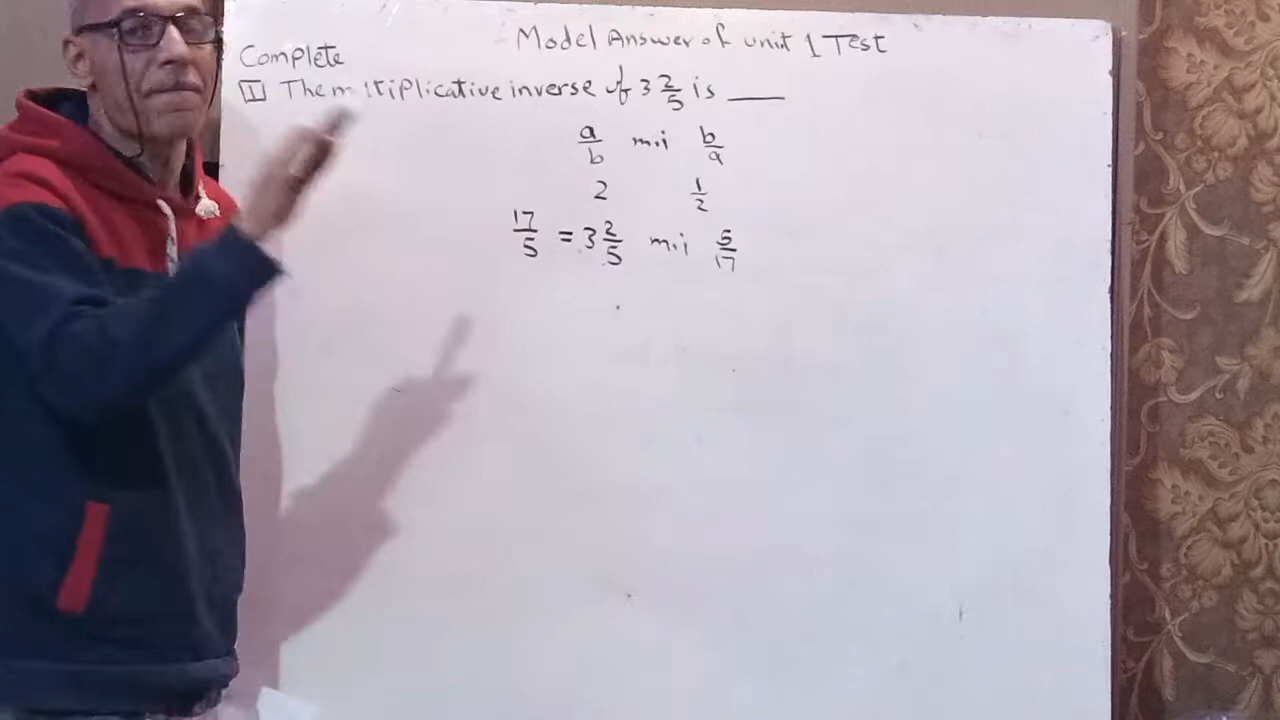 Model Answer of unit 1 Test
Complete
1 The multiplicative inverse of 3 2/5 is ___
a/b m.i b/a
2 1/2
17/5 = 3 2/5 m.i 5/17